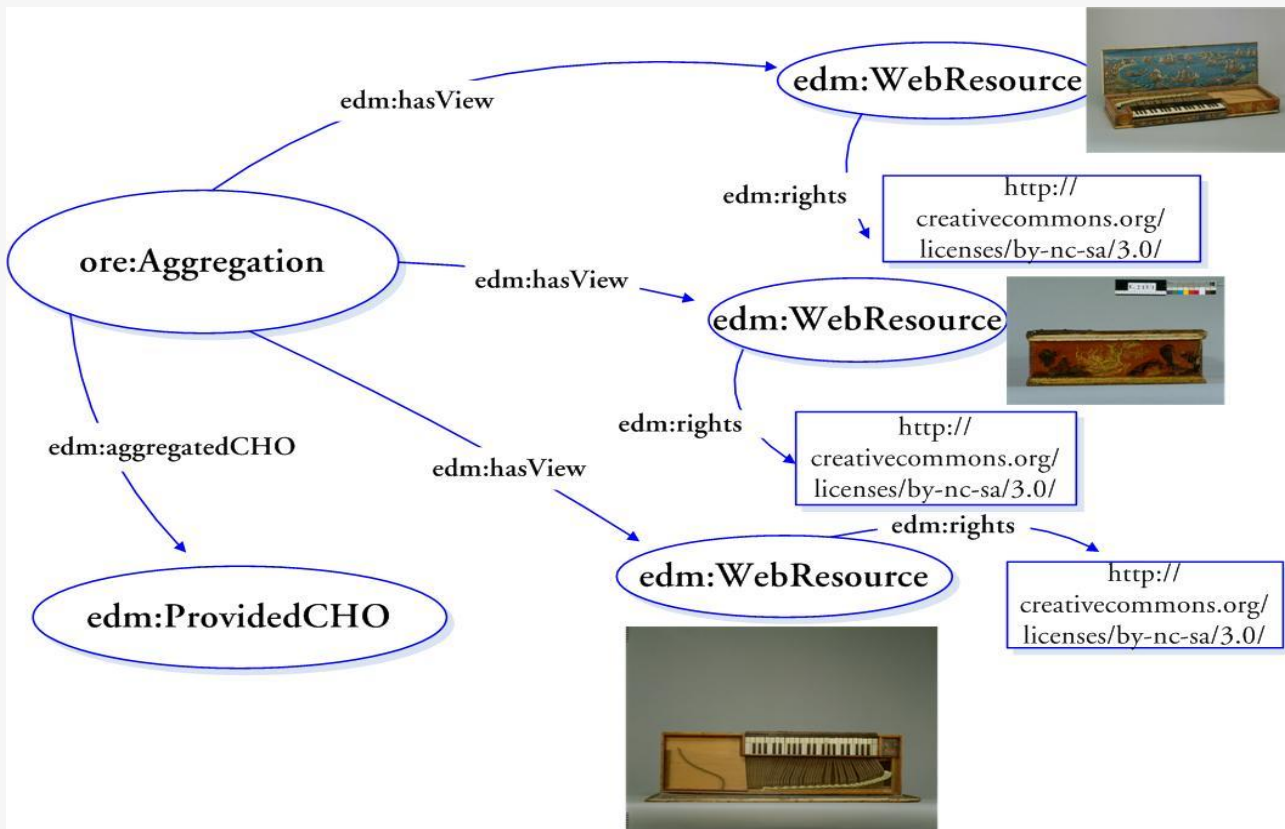 edm:WebResource
edm:hasView
edm:rights
http://
creativecommons.org/
licenses/by-nc-sa/3.0/
ore:Aggregation
edm:hasView
edm:WebResource
edm:rights
http://
creativecommons.org/
licenses/by-nc-sa/3.0/
edm:aggregatedCHO
edm:hasView
edm:rights
edm:WebResource
http://
creativecommons.org/
licenses/by-nc-sa/3.0/
edm:ProvidedCHO